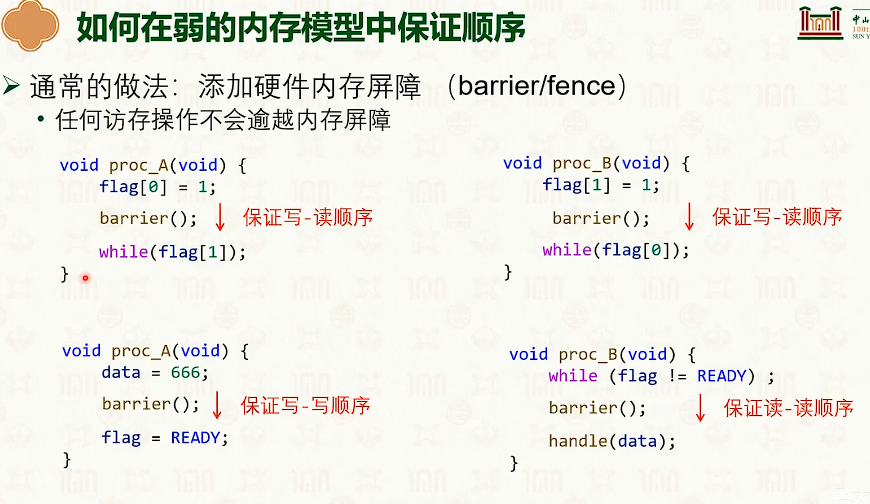 如何在弱的内存模型中保证顺序
中山
SUN Y
通常的做法：添加硬件内存屏障 （barrier/fence）
任何访存操作不会逾越内存屏障
void proc_A(void) {
flag[0] = 1;
barrier(); 保证写-读顺序
while(flag[1]);
}
void proc_B(void) {
flag[1] = 1;
barrier(); 保证写-读顺序
while(flag[0]);
}
void proc_A(void) {
data = 666;
barrier(); 保证写-写顺序
flag = READY;
}
void proc_B(void) {
while (flag != READY) ;
barrier(); 保证读-读顺序
handle(data);
}